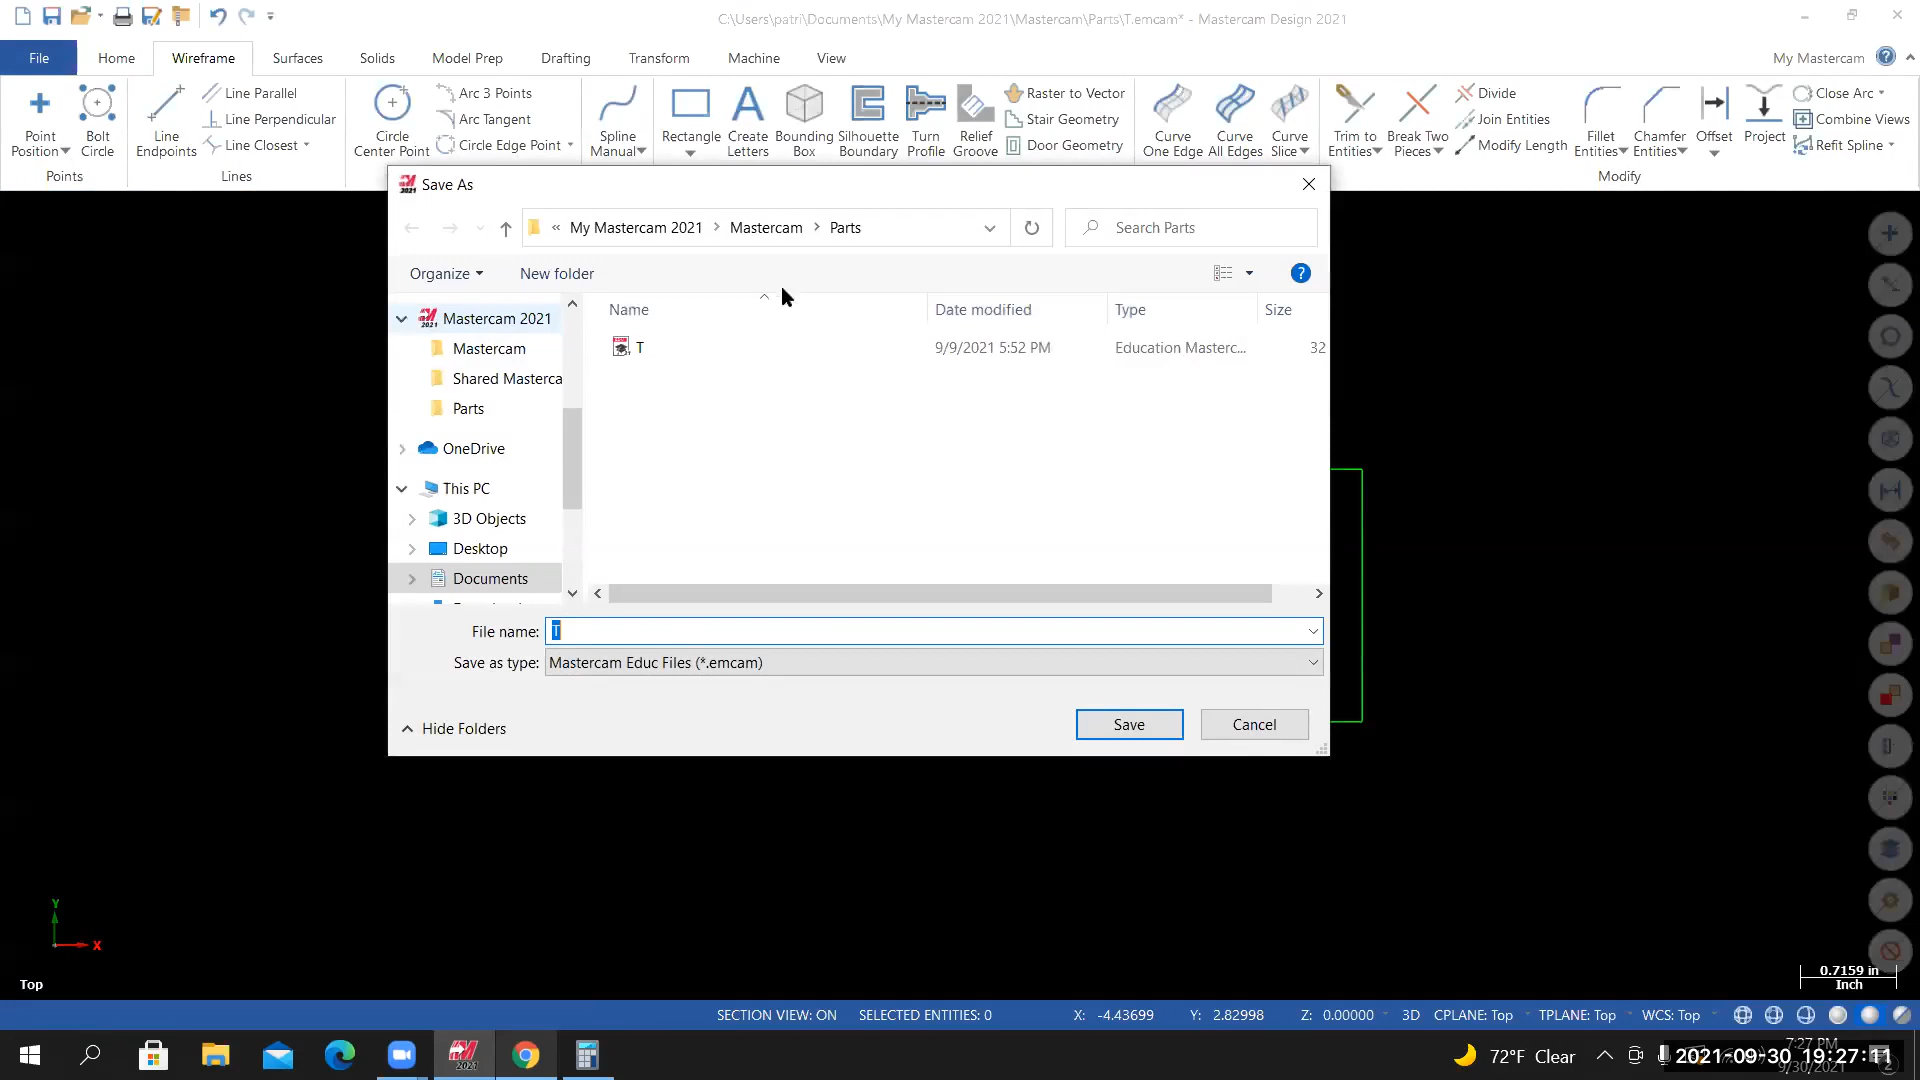 C:\Users\patri\Documents\My Mastercam 2021\Mastercam\Parts\T.emcam* - Mastercam Design 2021
File Home Wireframe Surfaces Solids Model Prep Drafting Transform Machine View My Mastercam
Point Position
Bolt Circle
Points
Line Endpoints
Line Parallel
Line Perpendicular
Line Closest
Lines
Circle Center Point
Arc 3 Points
Arc Tangent
Circle Edge Point
Spline Manual
Rectangle
Create Letters
Bounding Box
Silhouette Boundary
Turn Profile
Relief Groove
Raster to Vector
Stair Geometry
Door Geometry
Curve One Edge
Curve All Edges
Curve Slice
Trim to Entities
Break Two Pieces
Divide
Join Entities
Modify Length
Fillet Entities
Chamfer Entities
Offset
Project
Close Arc
Combine Views
Refit Spline
Modify
Save As
« My Mastercam 2021 > Mastercam > Parts
Search Parts
Organize New folder
Mastercam 2021
Mastercam
Shared Masterca
Parts
OneDrive
This PC
3D Objects
Desktop
Documents
Name Date modified Type Size
T 9/9/2021 5:52 PM Education Masterc... 32
File name: T
Save as type: Mastercam Educ Files (*.emcam)
Hide Folders
Save Cancel
Y
X
Top
0.7159 in
Inch
SECTION VIEW: ON SELECTED ENTITIES: 0 X: -4.43699 Y: 2.82998 Z: 0.00000 3D CPLANE: Top TPLANE: Top WCS: Top
2021
72°F Clear
7:27 PM
2021-09-30 19:27:11
9/30/2021
2